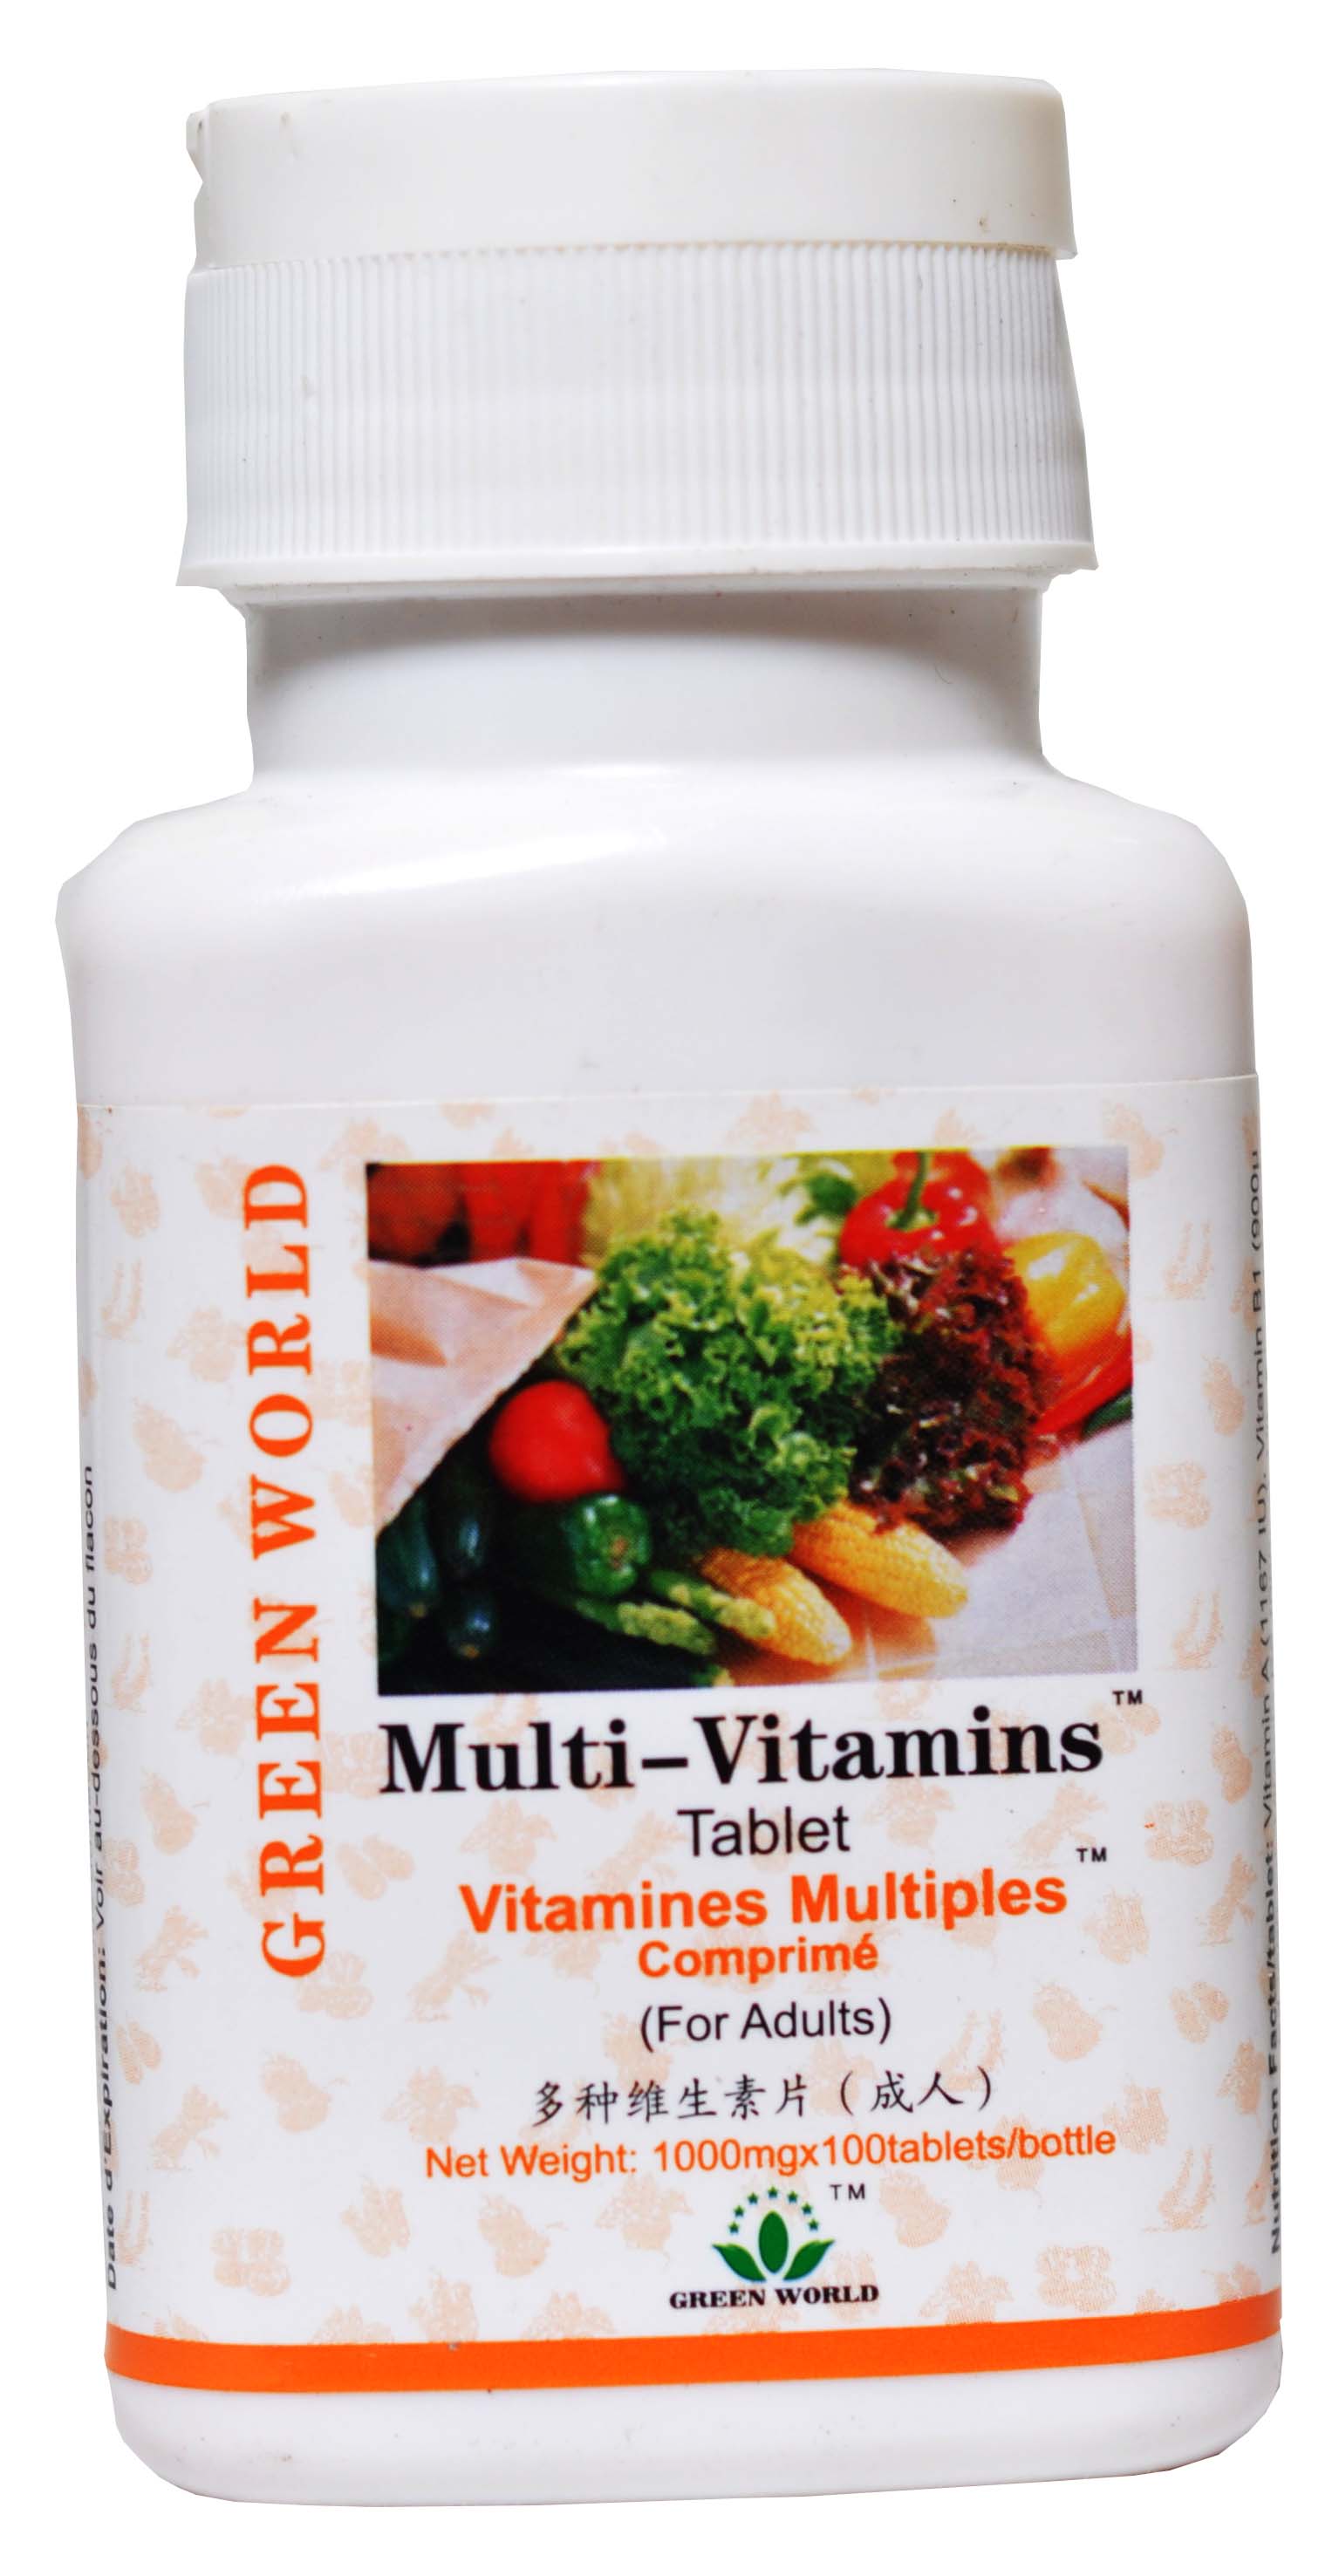 GREEN WORLD
Multi-Vitamins™
Tablet
Vitamines Multiples™
Comprimé
(For Adults)
多种维生素片（成人）
Net Weight: 1000mgx100tablets/bottle
TM
GREEN WORLD
Date d'Expiration: Voir au-dessous du flacon
Nutrition Facts/tablet: Vitamin A (1167 IU), Vitamin B1 (900μ